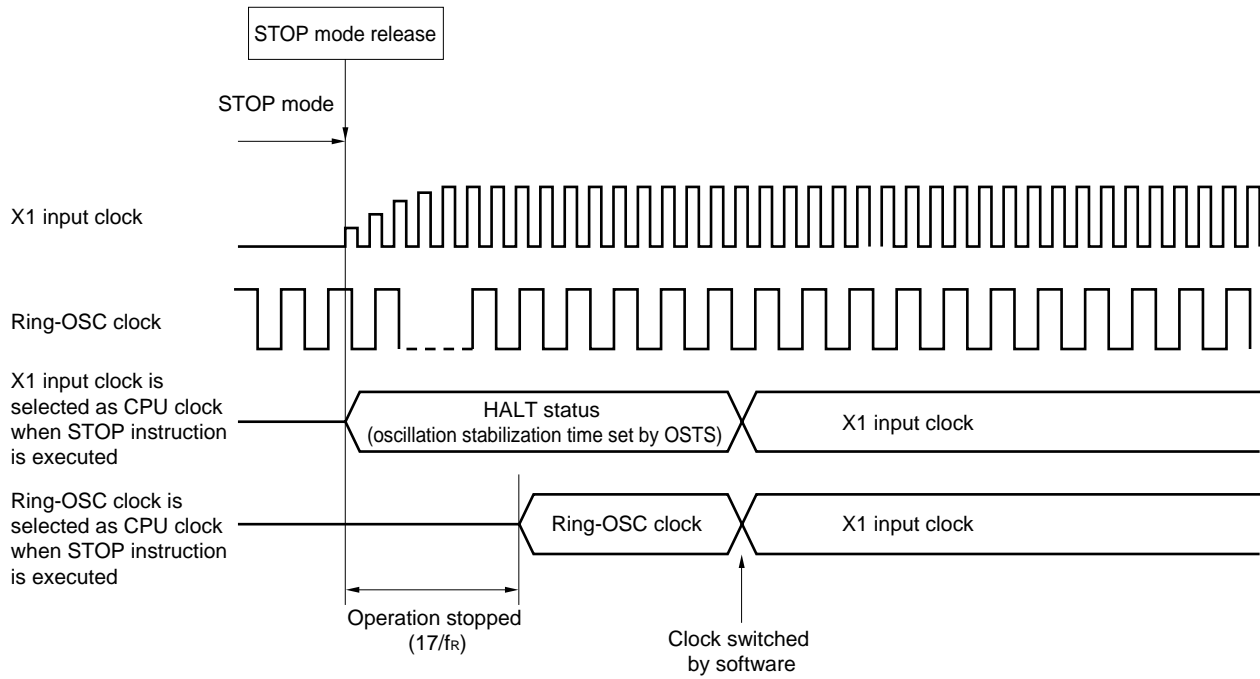 STOP mode release
STOP mode
X1 input clock
Ring-OSC clock
X1 input clock is
selected as CPU clock
when STOP instruction
is executed
HALT status
(oscillation stabilization time set by OSTS)
X1 input clock
Ring-OSC clock is
selected as CPU clock
when STOP instruction
is executed
Ring-OSC clock
X1 input clock
Operation stopped
(17/fR)
Clock switched
by software